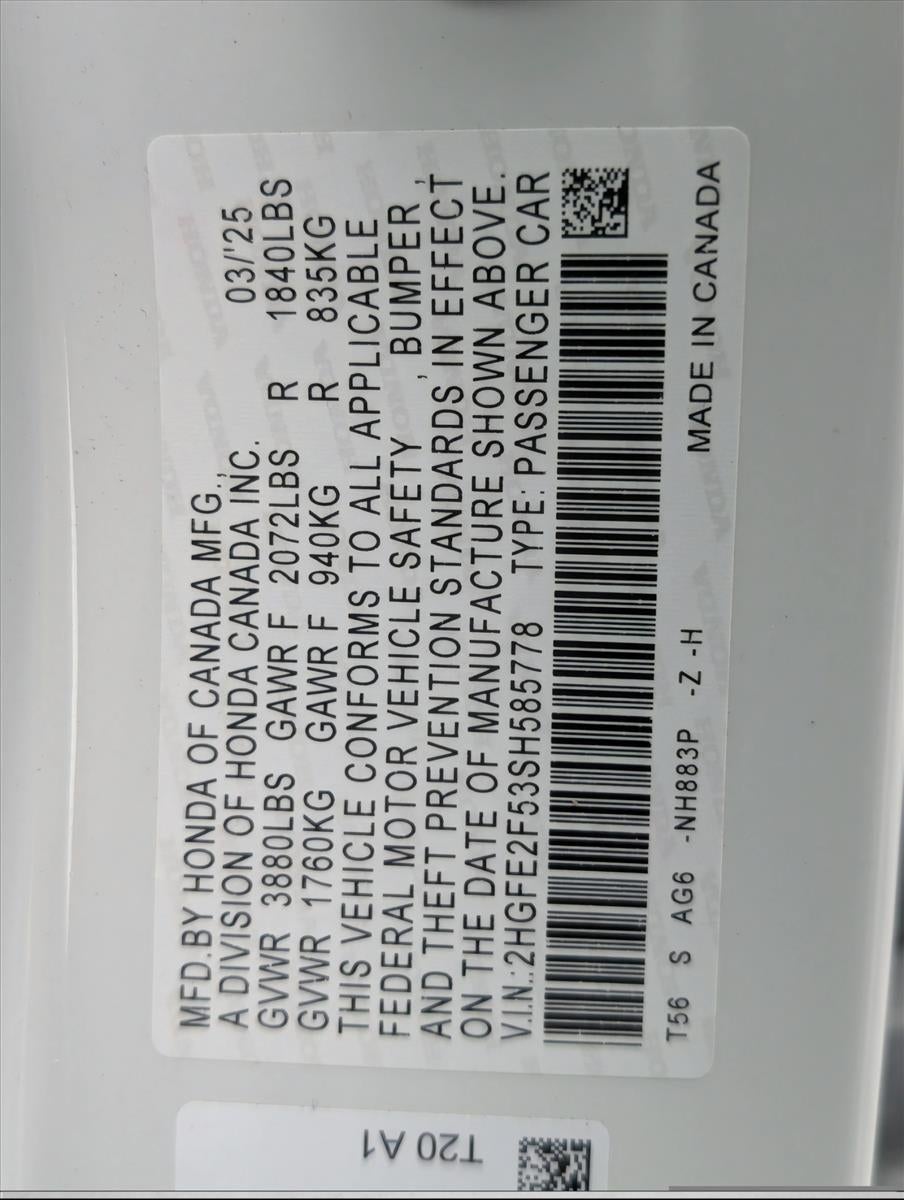 MFD.BY HONDA OF CANADA MFG.,
A DIVISION OF HONDA CANADA INC. 03/'25
GVWR 3880LBS GAWR F 2072LBS R 1840LBS
GVWR 1760KG GAWR F 940KG R 835KG
THIS VEHICLE CONFORMS TO ALL APPLICABLE
FEDERAL MOTOR VEHICLE SAFETY , BUMPER ,
AND THEFT PREVENTION STANDARDS IN EFFECT
ON THE DATE OF MANUFACTURE SHOWN ABOVE.
V.I.N.:2HGFE2F53SH585778 TYPE: PASSENGER CAR
T56 S AG6 -NH883P -Z -H MADE IN CANADA
T20 A1